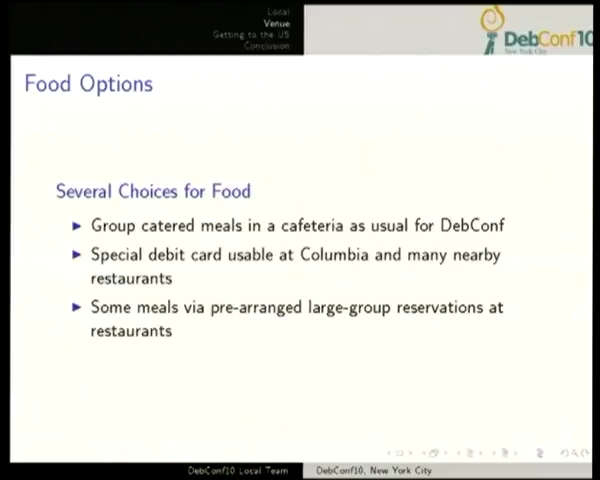 Local
Venue
Getting to the US
Conclusion
DebConf10
New York City
Food Options
Several Choices for Food
Group catered meals in a cafeteria as usual for DebConf
Special debit card usable at Columbia and many nearby
restaurants
Some meals via pre-arranged large-group reservations at
restaurants
DebConf10 Local Team
DebConf10, New York City